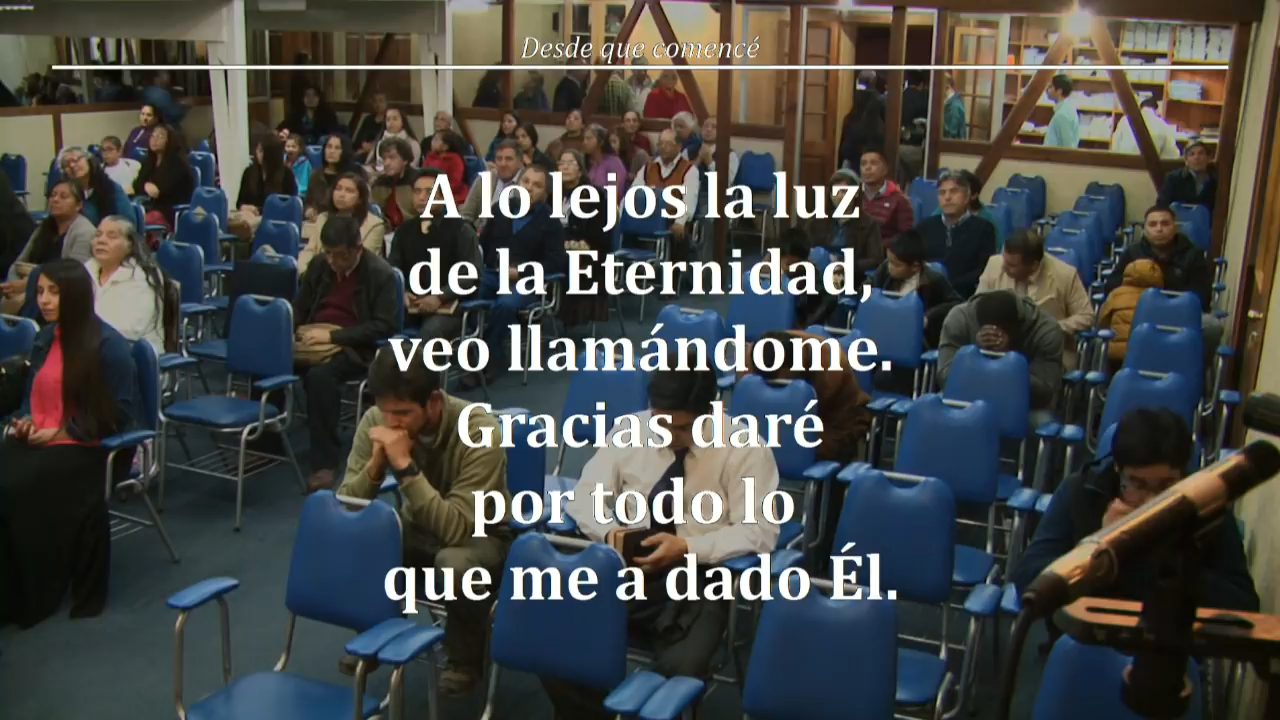 Desde que comencé
A lo lejos la luz
de la Eternidad,
veo llamándome.
Gracias daré
por todo lo
que me a dado Él.